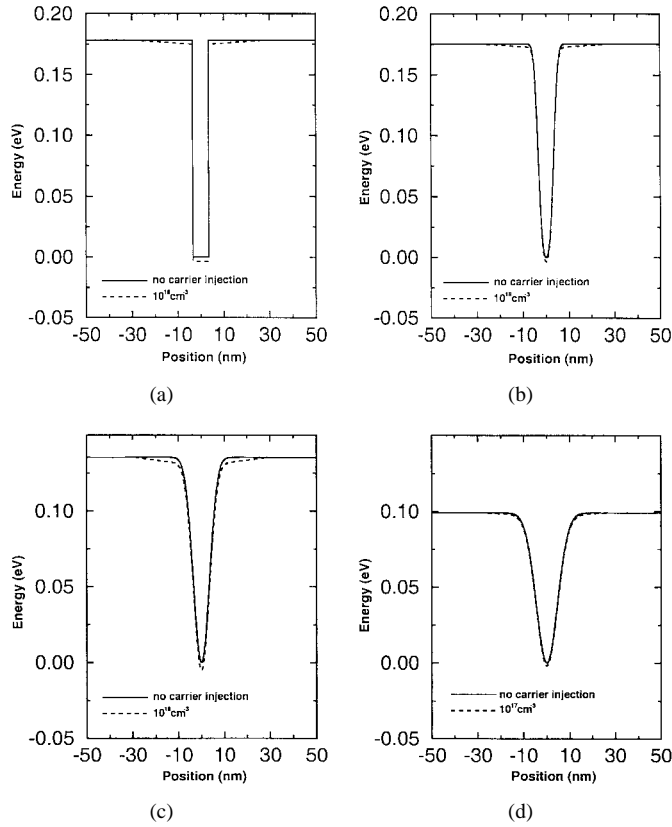 0.20
0.15
0.10
0.05
0.00
-0.05
Energy (eV)
no carrier injection
10¹⁸cm³
-50 -30 -10 10 30 50
Position (nm)
(a)
0.20
0.15
0.10
0.05
0.00
-0.05
Energy (eV)
no carrier injection
10¹⁸cm³
-50 -30 -10 10 30 50
Position (nm)
(b)
0.10
0.05
0.00
-0.05
Energy (eV)
no carrier injection
10¹⁸cm³
-50 -30 -10 10 30 50
Position (nm)
(c)
0.10
0.05
0.00
-0.05
Energy (eV)
no carrier injection
10¹⁷cm³
-50 -30 -10 10 30 50
Position (nm)
(d)